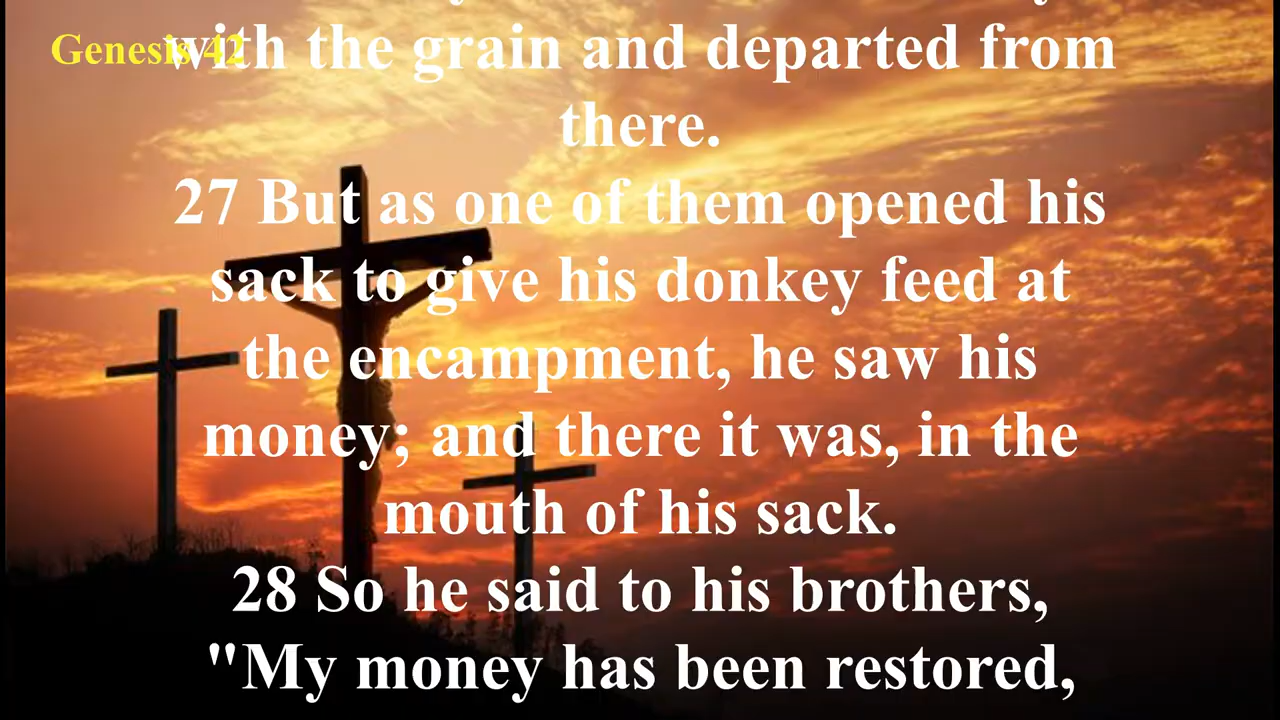 Genesis 42
with the grain and departed from
there.
27 But as one of them opened his
sack to give his donkey feed at
the encampment, he saw his
money; and there it was, in the
mouth of his sack.
28 So he said to his brothers,
"My money has been restored,